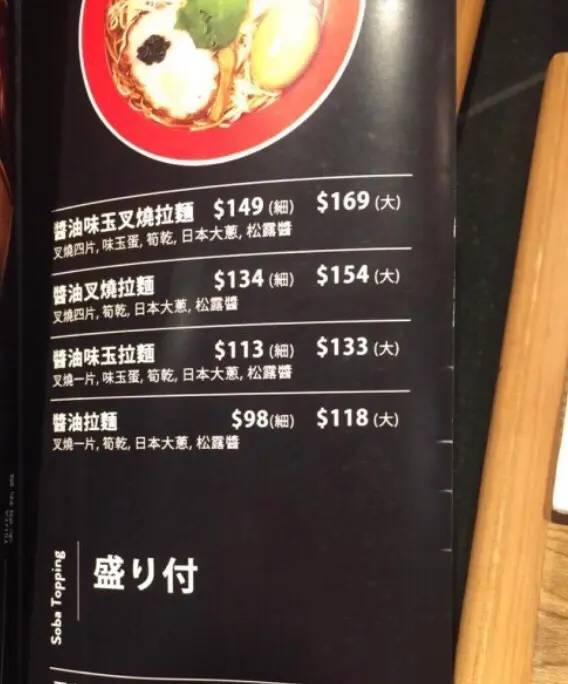 醬油味玉叉燒拉麵 $149 (細) $169 (大)
叉燒四片, 味玉蛋, 筍乾, 日本大蔥, 松露醬
醬油叉燒拉麵 $134 (細) $154 (大)
叉燒四片, 筍乾, 日本大蔥, 松露醬
醬油味玉拉麵 $113 (細) $133 (大)
叉燒一片, 味玉蛋, 筍乾, 日本大蔥, 松露醬
醬油拉麵 $98(細) $118 (大)
叉燒一片, 筍乾, 日本大蔥, 松露醬
Soba Topping
盛り付